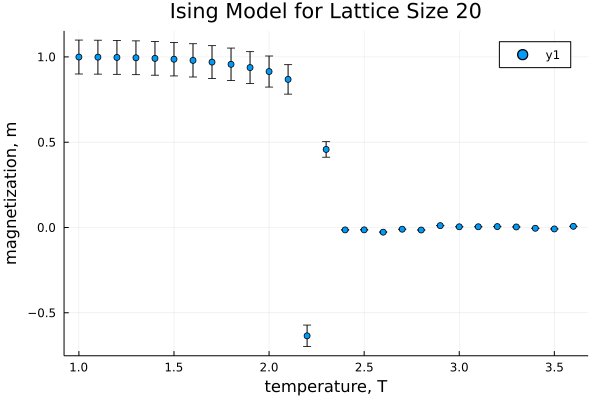 Ising Model for Lattice Size 20
y1
1.0
0.5
0.0
−0.5
magnetization, m
1.0 1.5 2.0 2.5 3.0 3.5
temperature, T